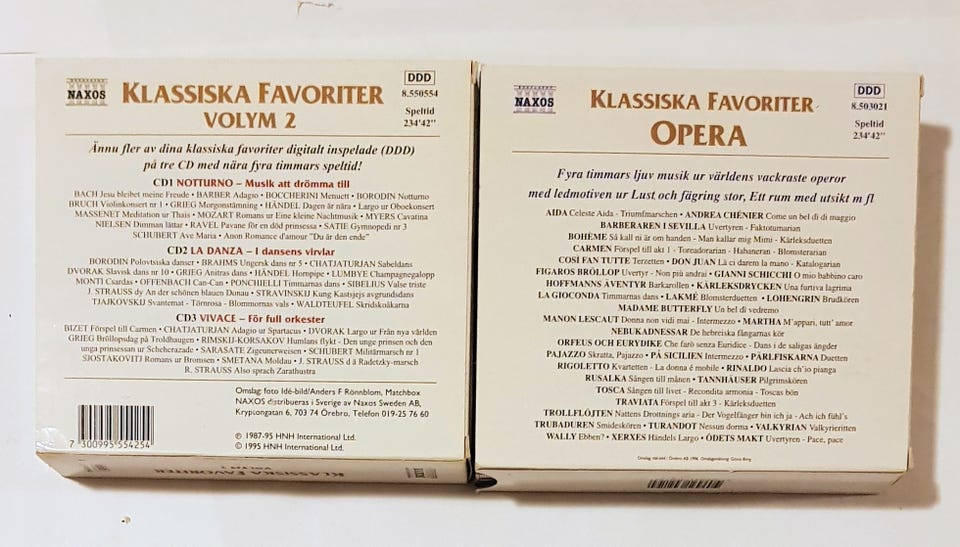 NAXOS
KLASSISKA FAVORITER
VOLYM 2
DDD
8.550554
Speltid
234'42"
Ännu fler av dina klassiska favoriter digitalt inspelade (DDD)
på tre CD med nära fyra timmars speltid!
CD1 NOTTURNO – Musik att drömma till
BACH Jesu bleibet meine Freude • BARBER Adagio • BOCCHERINI Menuett • BORODIN Notturno
BRUCH Violinkonsert nr 1 • GRIEG Morgonstämning • HÄNDEL Dagen är nära • Largo ur Oboekonsert
MASSENET Meditation ur Thais • MOZART Romans ur Eine kleine Nachtmusik • MYERS Cavatina
NIELSEN Dimman lättar • RAVEL Pavane för en död prinsessa • SATIE Gymnopedi nr 3
SCHUBERT Ave Maria • Anon Romance d'amour "Du är den ende"
CD2 LA DANZA – I dansens virvlar
BORODIN Polovtsiska danser • BRAHMS Ungersk dans nr 5 • CHATJATURJAN Sabeldans
DVORAK Slavisk dans nr 10 • GRIEG Anitras dans • HÄNDEL Hornpipe • LUMBYE Champagnegalopp
MONTI Csardas • OFFENBACH Can-Can • PONCHIELLI Timmarnas dans • SIBELIUS Valse triste
J. STRAUSS dy An der schönen blauen Donau • STRAVINSKIJ Kung Kastsjejs avgrundsdans
TJAJKOVSKIJ Svantemat - Törnrosa - Blommornas vals • WALDTEUFEL Skridskoåkarna
CD3 VIVACE – För full orkester
BIZET Förspel till Carmen • CHATJATURJAN Adagio ur Spartacus • DVORAK Largo ur Från nya världen
GRIEG Bröllopsdag på Troldhaugen • RIMSKIJ-KORSAKOV Humlans flykt - Den unge prinsen och den
unga prinsessan ur Scheherazade • SARASATE Zigeunerweisen • SCHUBERT Militärmarsch nr 1
SJOSTAKOVITJ Romans ur Bromsen • SMETANA Moldau • J. STRAUSS d ä Radetzky-marsch
R. STRAUSS Also sprach Zarathustra
Omslag: foto Idé-bild/Anders F Rönnblom, Matchbox
NAXOS distribueras i Sverige av Naxos Sweden AB,
Kryptongatan 6, 703 74 Örebro, Telefon 019-25 76 60
7 300995 554254
℗ 1987-95 HNH International Ltd.
© 1995 HNH International Ltd.
KLASSISKA FAVORITER
VOLYM 2
NAXOS
KLASSISKA FAVORITER
OPERA
DDD
8.503021
Speltid
234'42"
Fyra timmars ljuv musik ur världens vackraste operor
med ledmotiven ur Lust och fägring stor, Ett rum med utsikt m fl
AIDA Celeste Aida - Triumfmarschen • ANDREA CHÉNIER Come un bel di di maggio
BARBERAREN I SEVILLA Uvertyren - Faktotumarian
BOHÈME Så kall ni är om handen - Man kallar mig Mimi - Kärleksduetten
CARMEN Förspel till akt 1 - Toreadorarian - Habaneran - Blomsterarian
COSÌ FAN TUTTE Terzetten • DON JUAN Là ci darem la mano - Katalogarian
FIGAROS BRÖLLOP Uvertyr - Non più andrai • GIANNI SCHICCHI O mio babbino caro
HOFFMANNS ÄVENTYR Barkarollen • KÄRLEKSDRYCKEN Una furtiva lagrima
LA GIOCONDA Timmarnas dans • LAKMÉ Blomsterduetten • LOHENGRIN Brudkören
MADAME BUTTERFLY Un bel di vedremo
MANON LESCAUT Donna non vidi mai - Intermezzo • MARTHA M'apparì, tutt' amor
NEBUKADNESSAR De hebreiska fångarnas kör
ORFEUS OCH EURYDIKE Che farò senza Euridice - Dans i de saligas ängder
PAJAZZO Skratta, Pajazzo • PÅ SICILIEN Intermezzo • PÄRLFISKARNA Duetten
RIGOLETTO Kvartetten - La donna é mobile • RINALDO Lascia ch'io pianga
RUSALKA Sången till månen • TANNHÄUSER Pilgrimskören
TOSCA Sången till livet - Recondita armonia - Toscas bön
TRAVIATA Förspel till akt 3 - Kärleksduetten
TROLLFLÖJTEN Nattens Drottnings aria - Der Vogelfänger bin ich ja - Ach ich fühl's
TRUBADUREN Smideskören • TURANDOT Nessun dorma • VALKYRIAN Valkyrieritten
WALLY Ebben? • XERXES Händels Largo • ÖDETS MAKT Uvertyren - Pace, pace